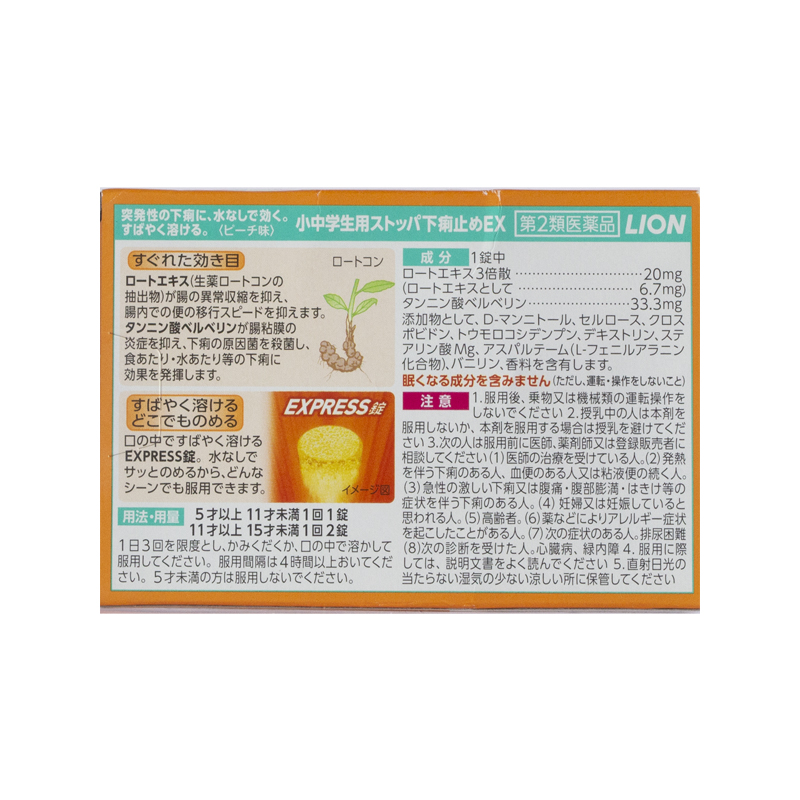 突発性の下痢に、水なしで効く。
すばやく溶ける。〈ピーチ味〉
小中学生用ストッパ下痢止めEX
第2類医薬品
LION
すぐれた効き目
ロートコン
ロートエキス(生薬ロートコンの
抽出物)が腸の異常収縮を抑え、
腸内での便の移行スピードを抑えます。
タンニン酸ベルベリンが腸粘膜の
炎症を抑え、下痢の原因菌を殺菌し、
食あたり・水あたり等の下痢に
効果を発揮します。
すばやく溶ける
どこでものめる
口の中ですばやく溶ける
EXPRESS錠。水なしで
サッとのめるから、どんな
シーンでも服用できます。
EXPRESS錠
イメージ図
用法・用量
5才以上 11才未満1回1錠
11才以上 15才未満1回2錠
1日3回を限度とし、かみくだくか、口の中で溶かして
服用してください。服用間隔は4時間以上おいてくだ
さい。5才未満の方は服用しないでください。
成分 1錠中
ロートエキス3倍散…………………20mg
(ロートエキスとして…………………6.7mg)
タンニン酸ベルベリン………………33.3mg
添加物として、D-マンニトール、セルロース、クロス
ポビドン、トウモロコシデンプン、デキストリン、ステ
アリン酸Mg、アスパルテーム(L-フェニルアラニン
化合物)、バニリン、香料を含有します。
眠くなる成分を含みません(ただし、運転・操作をしないこと)
注意 1.服用後、乗物又は機械類の運転操作を
しないでください 2.授乳中の人は本剤を
服用しないか、本剤を服用する場合は授乳を避けてくだ
さい 3.次の人は服用前に医師、薬剤師又は登録販売者に
相談してください(1)医師の治療を受けている人。(2)発熱
を伴う下痢のある人、血便のある人又は粘液便の続く人。
(3)急性の激しい下痢又は腹痛・腹部膨満・はきけ等の
症状を伴う下痢のある人。(4)妊婦又は妊娠していると
思われる人。(5)高齢者。(6)薬などによりアレルギー症状
を起こしたことがある人。(7)次の症状のある人。排尿困難
(8)次の診断を受けた人。心臓病、緑内障 4.服用に際
しては、説明文書をよく読んでください 5.直射日光の
当たらない湿気の少ない涼しい所に保管してください